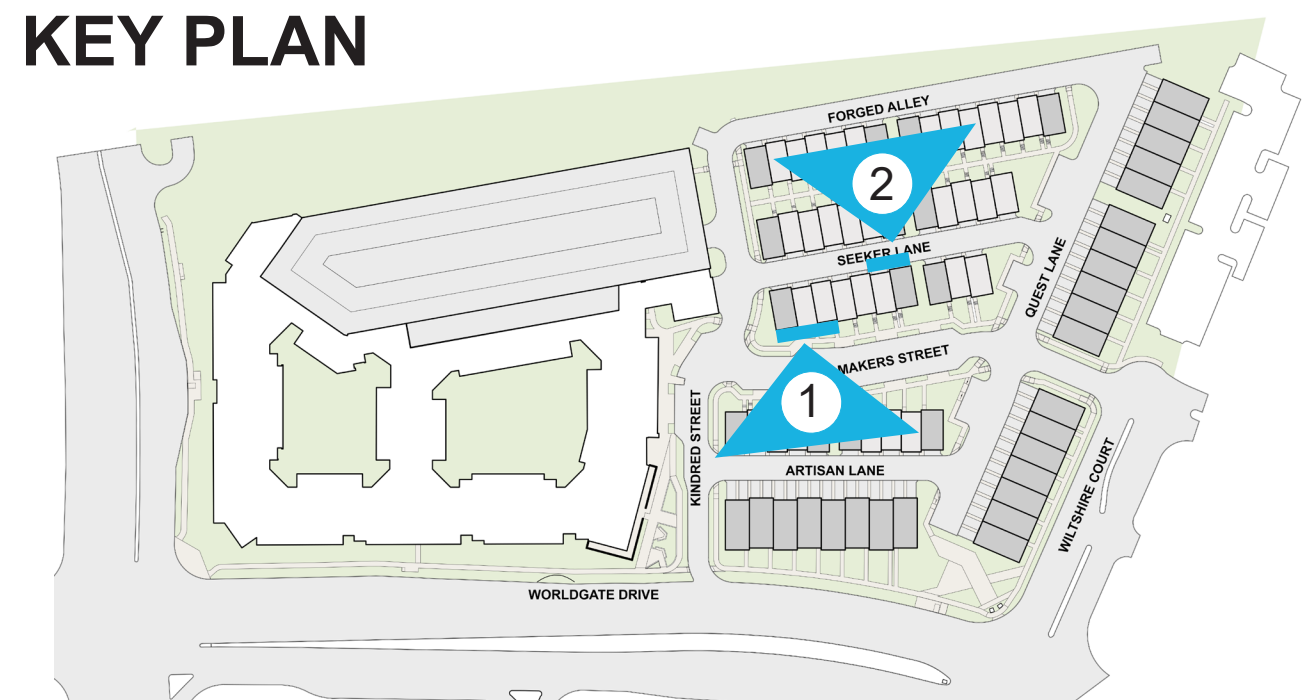 KEY PLAN
FORGED ALLEY
2
SEEKER LANE
QUEST LANE
MAKERS STREET
1
KINDRED STREET
ARTISAN LANE
WILTSHIRE COURT
WORLDGATE DRIVE